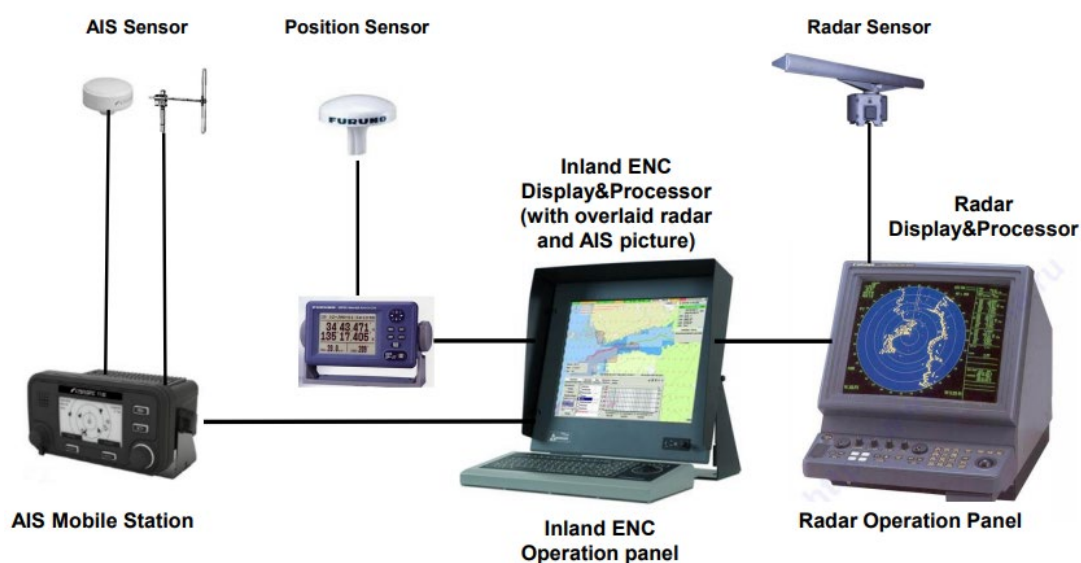 AIS Sensor
Position Sensor
Radar Sensor
FURUNO
Inland ENC
Display&Processor
(with overlaid radar
and AIS picture)
Radar
Display&Processor
34 43.471
135 17.405
AIS Mobile Station
Inland ENC
Operation panel
Radar Operation Panel